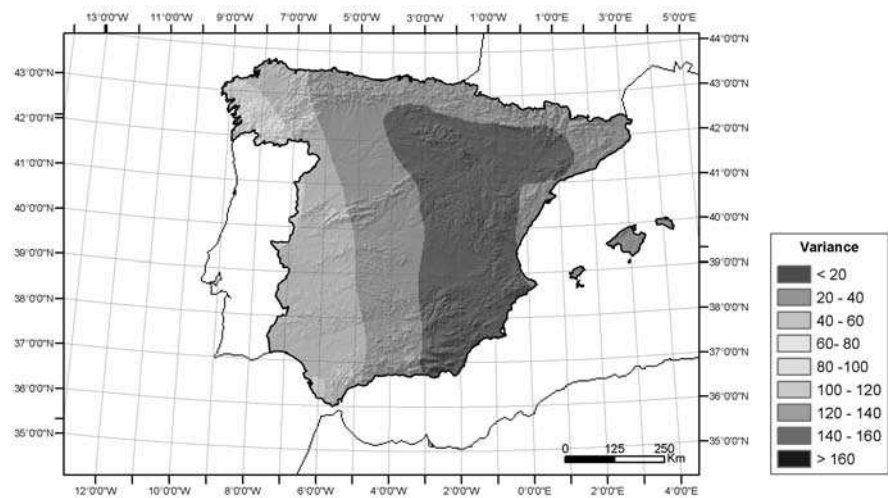 11°0'0"W 9°0'0"W 7°0'0"W 5°0'0"W 3°0'0"W 1°0'0"W 1°0'0"E 3°0'0"E 5°0'0"E
44°0'0"N
43°0'0"N 43°0'0"N
42°0'0"N 42°0'0"N
41°0'0"N 41°0'0"N
40°0'0"N 40°0'0"N
39°0'0"N 39°0'0"N
38°0'0"N 38°0'0"N
37°0'0"N 37°0'0"N
36°0'0"N 36°0'0"N
35°0'0"N 35°0'0"N
0 125 250
Km
12°0'0"W 10°0'0"W 8°0'0"W 6°0'0"W 4°0'0"W 2°0'0"W 0°0'0"E 2°0'0"E 4°0'0"E
Variance
< 20
20 - 40
40 - 60
60- 80
80 -100
100 - 120
120 - 140
140 - 160
> 160